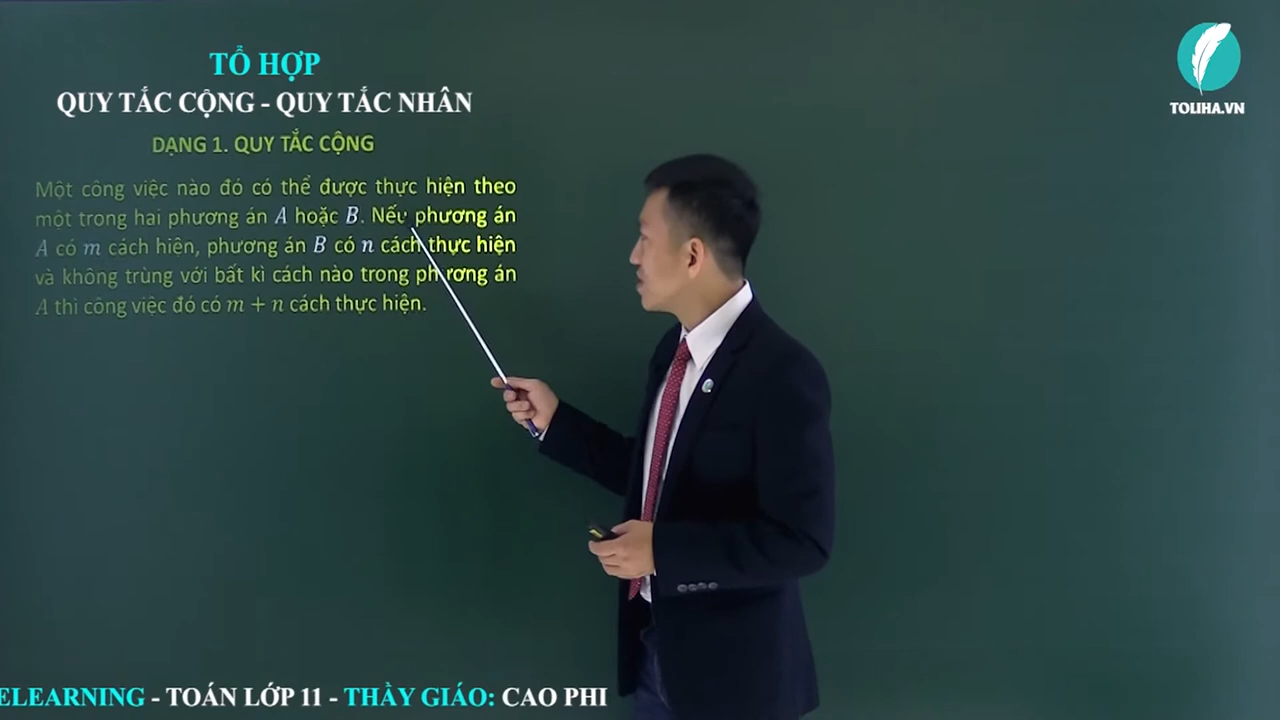 TỔ HỢP
QUY TẮC CỘNG - QUY TẮC NHÂN
DẠNG 1. QUY TẮC CỘNG
Một công việc nào đó có thể được thực hiện theo
một trong hai phương án A hoặc B. Nếu phương án
A có m cách hiện, phương án B có n cách thực hiện
và không trùng với bất kì cách nào trong phương án
A thì công việc đó có m + n cách thực hiện.
TOLIHA.VN
ELEARNING - TOÁN LỚP 11 - THẦY GIÁO: CAO PHI